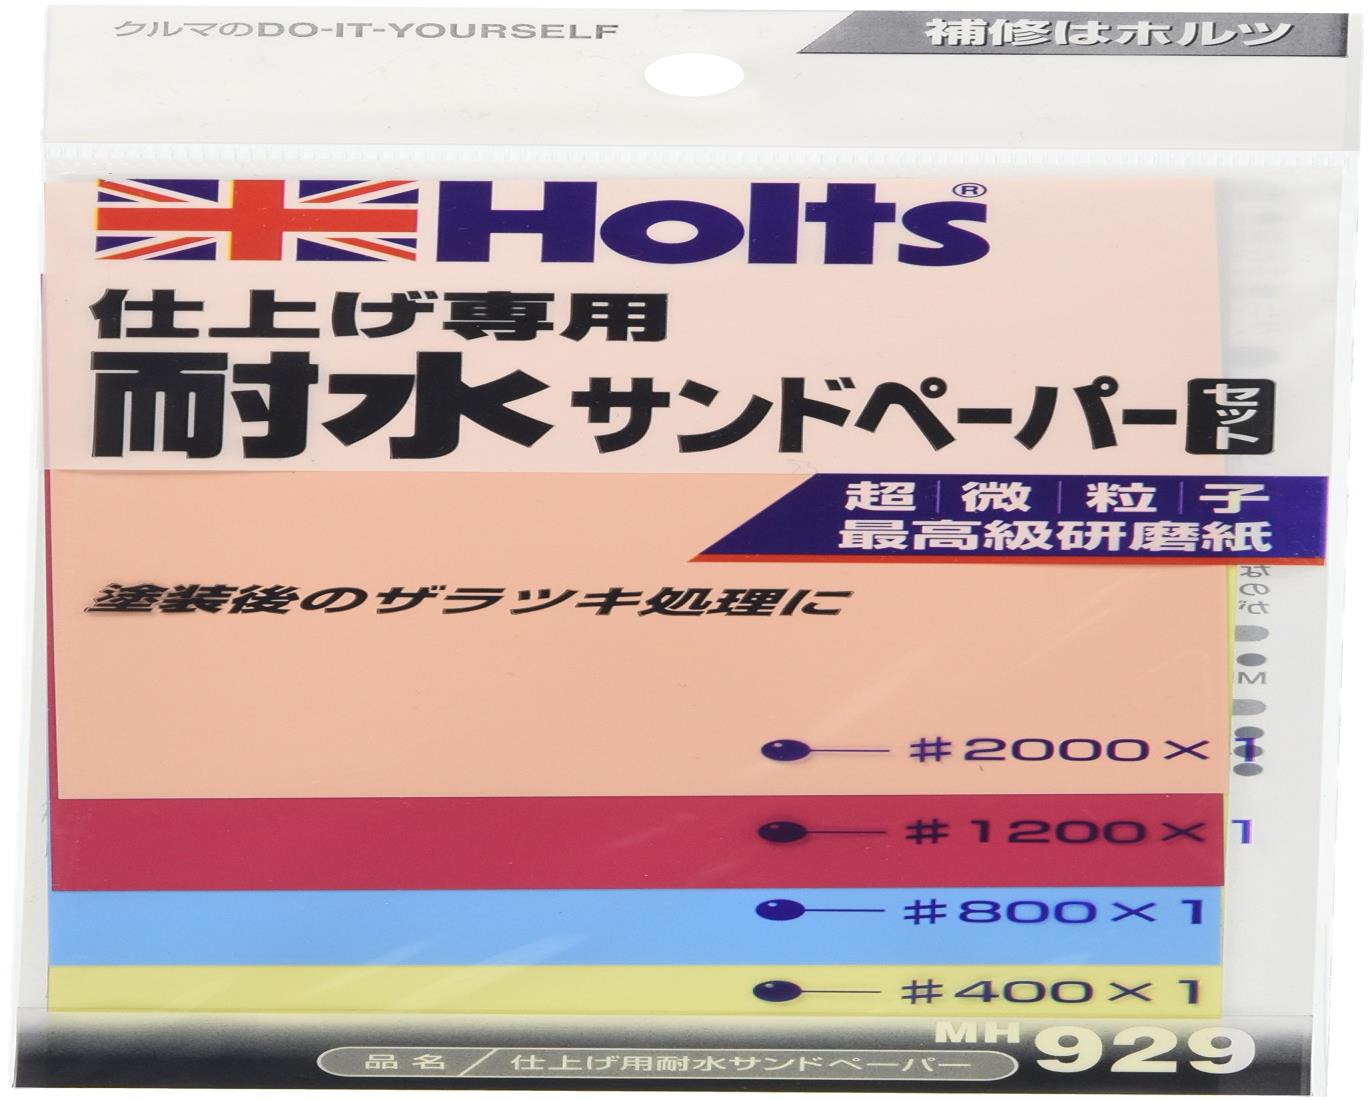 クルマのDO-IT-YOURSELF
補修はホルツ
Holts®
仕上げ専用
耐水サンドペーパーセット
超微粒子
最高級研磨紙
塗装後のザラツキ処理に
#2000×1
#1200×1
#800×1
#400×1
MH929
品名/仕上げ用耐水サンドペーパー